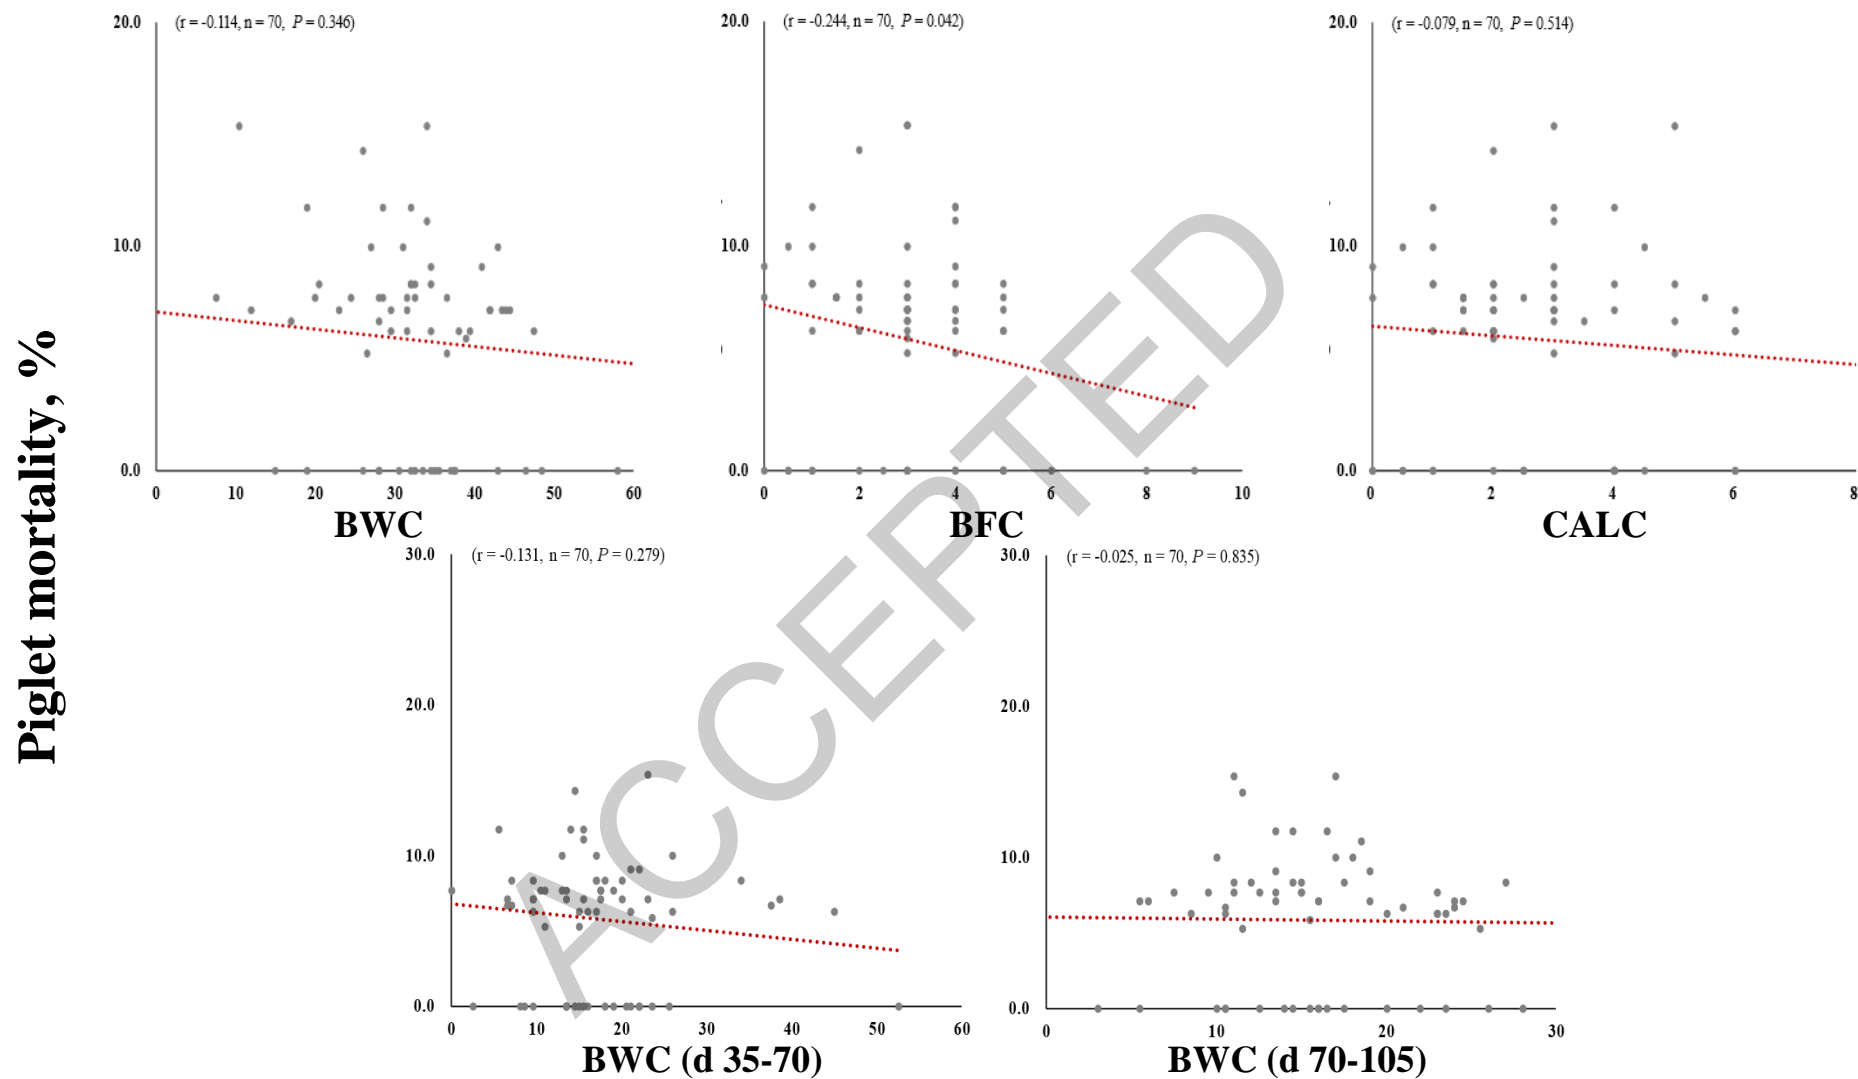 (r = -0.114, n = 70, P = 0.346)
20.0
10.0
0.0
0 10 20 30 40 50 60
BWC
(r = -0.244, n = 70, P = 0.042)
20.0
10.0
0.0
0 2 4 6 8 10
BFC
(r = -0.079, n = 70, P = 0.514)
20.0
10.0
0.0
0 2 4 6 8
CALC
Piglet mortality, %
(r = -0.131, n = 70, P = 0.279)
30.0
20.0
10.0
0.0
0 10 20 30 40 50 60
BWC (d 35-70)
(r = -0.025, n = 70, P = 0.835)
30.0
20.0
10.0
0.0
0 10 20 30
BWC (d 70-105)
ACCEPTED